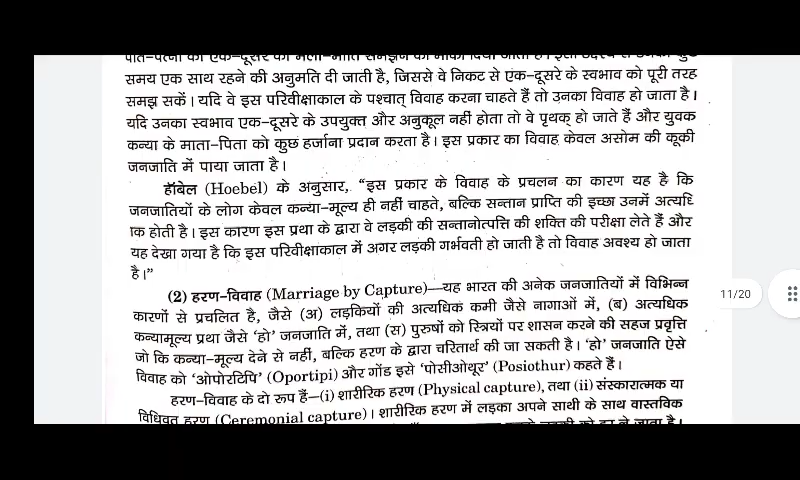 समय एक साथ रहने की अनुमति दी जाती है, जिससे वे निकट से एक-दूसरे के स्वभाव को पूरी तरह
समझ सकें। यदि वे इस परिवीक्षाकाल के पश्चात् विवाह करना चाहते हैं तो उनका विवाह हो जाता है।
यदि उनका स्वभाव एक-दूसरे के उपयुक्त और अनुकूल नहीं होता तो वे पृथक् हो जाते हैं और युवक
कन्या के माता-पिता को कुछ हर्जाना प्रदान करता है। इस प्रकार का विवाह केवल असोम की कूकी
जनजाति में पाया जाता है।
हॉबेल (Hoebel) के अनुसार, “इस प्रकार के विवाह के प्रचलन का कारण यह है कि
जनजातियों के लोग केवल कन्या-मूल्य ही नहीं चाहते, बल्कि सन्तान प्राप्ति की इच्छा उनमें अत्यधि
ाक होती है। इस कारण इस प्रथा के द्वारा वे लड़की की सन्तानोत्पत्ति की शक्ति की परीक्षा लेते हैं और
यह देखा गया है कि इस परिवीक्षाकाल में अगर लड़की गर्भवती हो जाती है तो विवाह अवश्य हो जाता
है।”
(2) हरण-विवाह (Marriage by Capture)—यह भारत की अनेक जनजातियों में विभिन्न
कारणों से प्रचलित है, जैसे (अ) लड़कियों की अत्यधिक कमी जैसे नागाओं में, (ब) अत्यधिक
कन्यामूल्य प्रथा जैसे ‘हो’ जनजाति में, तथा (स) पुरुषों को स्त्रियों पर शासन करने की सहज प्रवृत्ति
जो कि कन्या-मूल्य देने से नहीं, बल्कि हरण के द्वारा चरितार्थ की जा सकती है। ‘हो’ जनजाति ऐसे
विवाह को ‘ओपोरटिपि’ (Oportipi) और गोंड इसे ‘पोसीओथूर’ (Posiothur) कहते हैं।
हरण-विवाह के दो रूप हैं—(i) शारीरिक हरण (Physical capture), तथा (ii) संस्कारात्मक या
विधिवत् हरण (Ceremonial capture)। शारीरिक हरण में लड़का अपने साथी के साथ वास्तविक
11/20